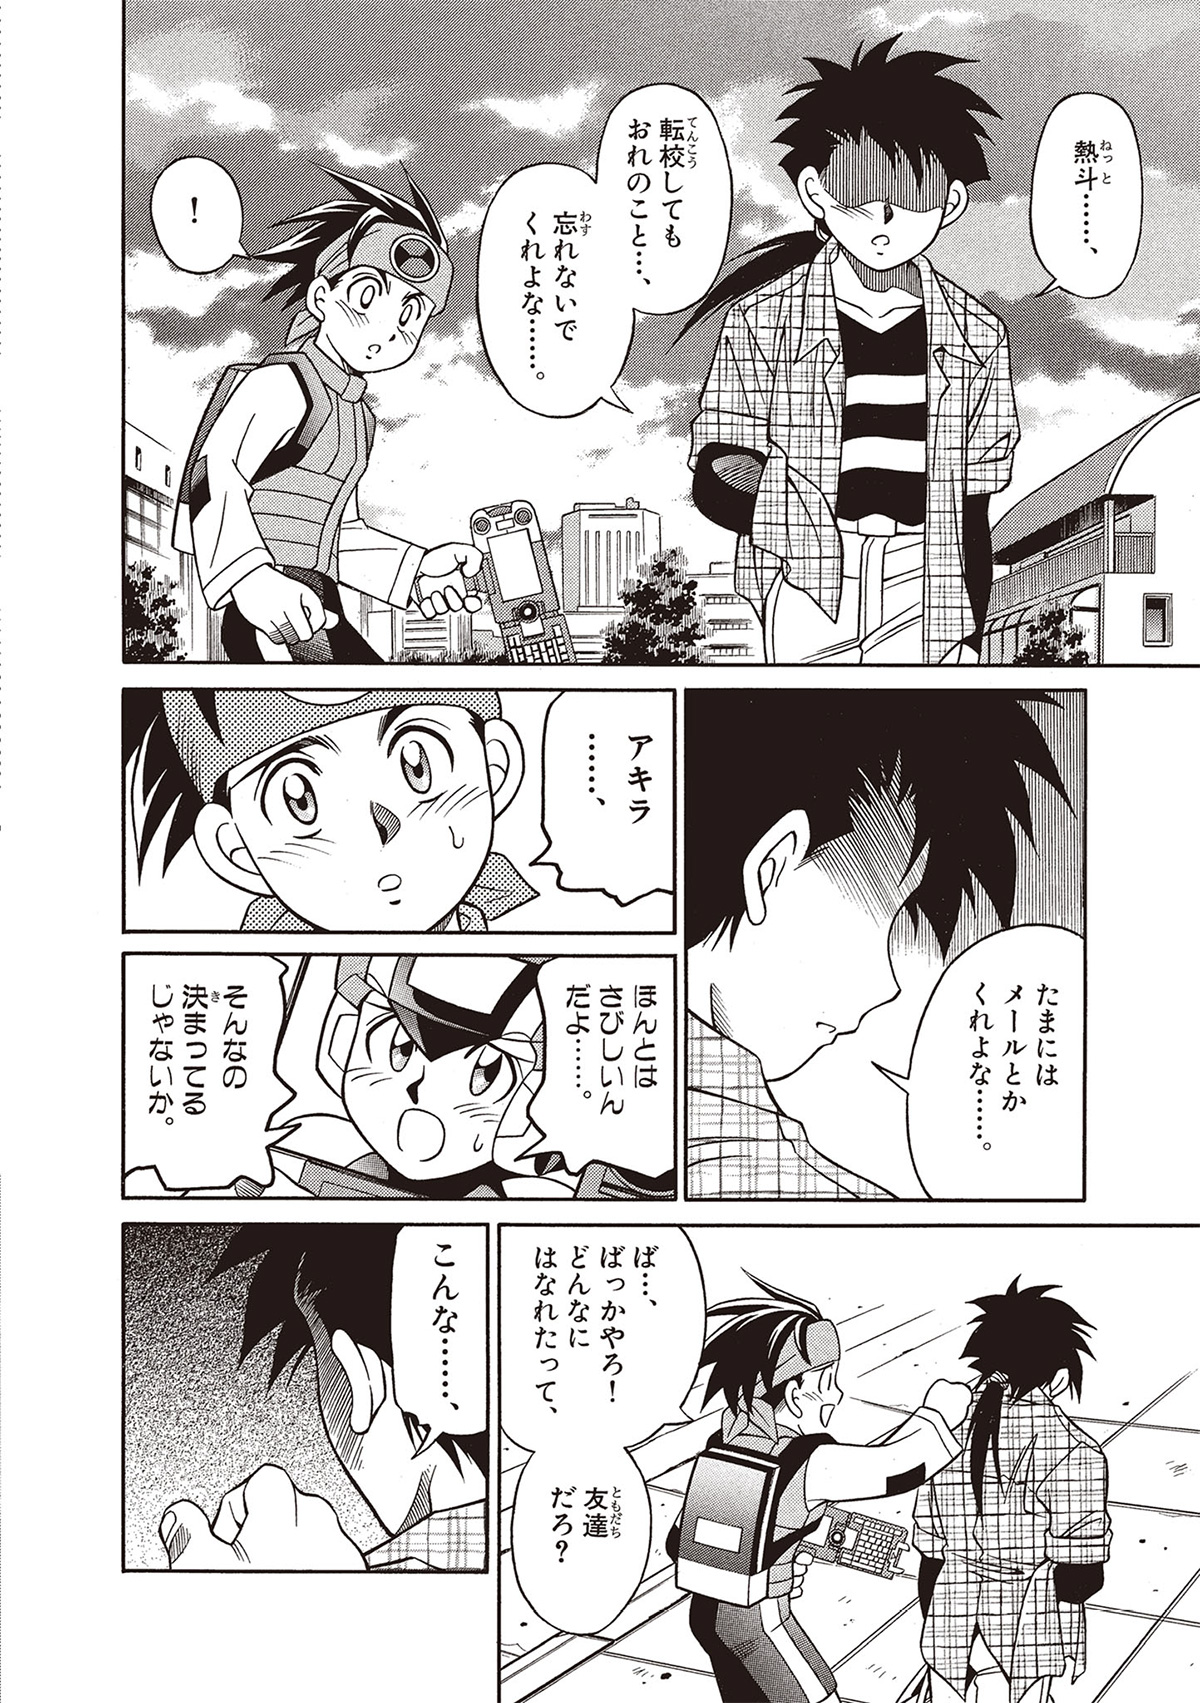 熱斗……、
転校しても
おれのこと…、
忘れないで
くれよな……。
！
たまには
メールとか
くれよな……。
アキラ
……、
ほんとは
さびしいん
だよ……。
そんなの
決まってる
じゃないか。
ば…、
ばっかやろ！
どんなに
はなれたって、
友達
だろ？
こんな……、